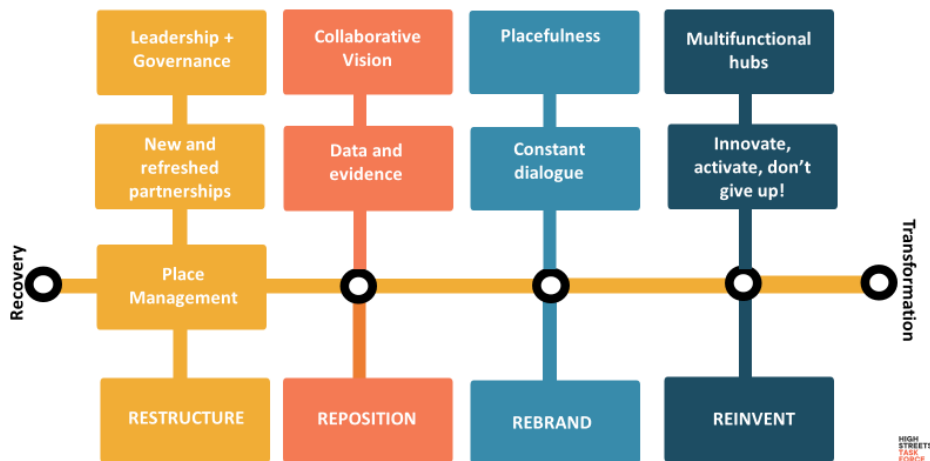 Leadership +
Governance
Collaborative
Vision
Placefulness
Multifunctional
hubs
New and
refreshed
partnerships
Data and
evidence
Constant
dialogue
Innovate,
activate, don't
give up!
Recovery
Place
Management
Transformation
RESTRUCTURE
REPOSITION
REBRAND
REINVENT
HIGH
STREETS
TASK
FORCE